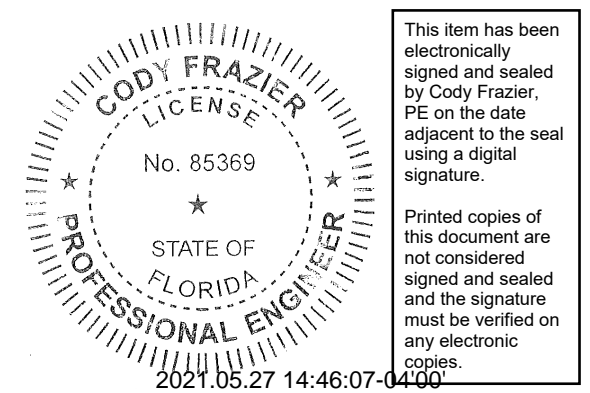 CODY FRAZIER
LICENSE
No. 85369
STATE OF
FLORIDA
PROFESSIONAL ENGINEER
This item has been
electronically
signed and sealed
by Cody Frazier,
PE on the date
adjacent to the seal
using a digital
signature.
Printed copies of
this document are
not considered
signed and sealed
and the signature
must be verified on
any electronic
copies.
2021.05.27 14:46:07-04'00'